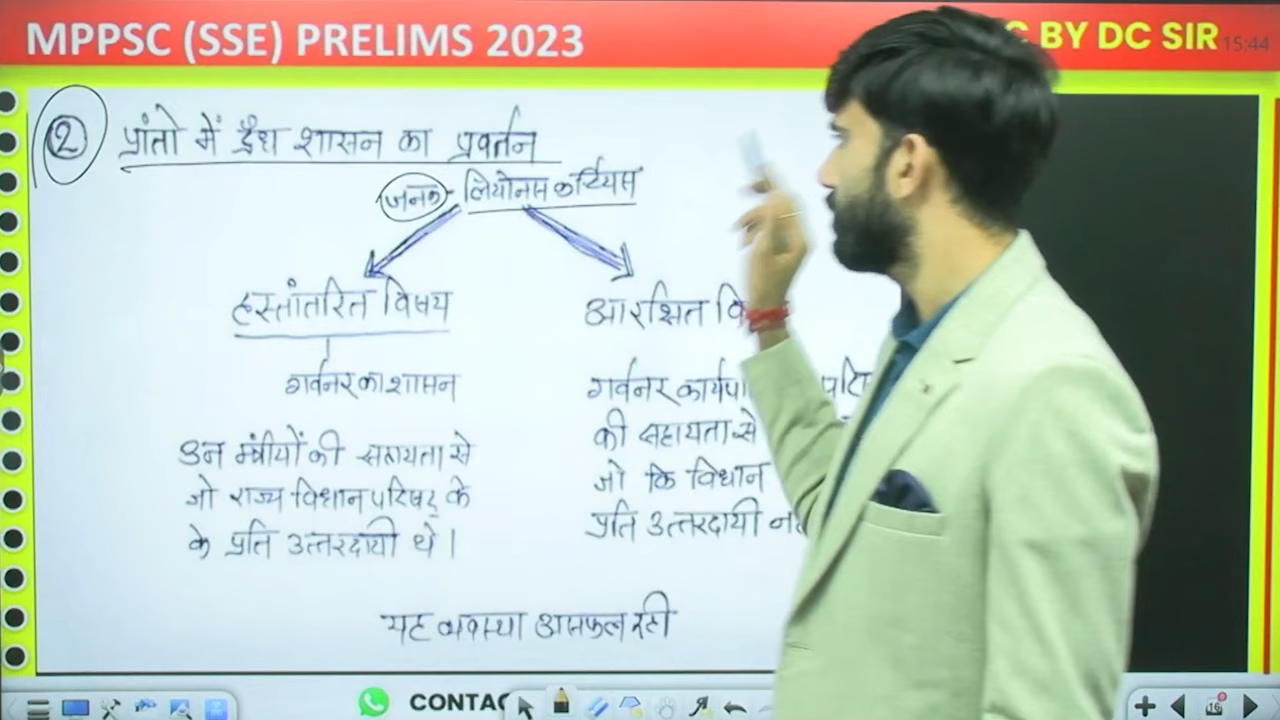 MPPSC (SSE) PRELIMS 2023
BY DC SIR
15:44
② प्रांतो में द्वैध शासन का प्रवर्तन
जनक - लियोनस कर्टियस
हस्तांतरित विषय
आरक्षित वि
गर्वनर का शासन
उन मंत्रीयों की सहायता से
जो राज्य विधान परिषद् के
के प्रति उत्तरदायी थे।
गर्वनर कार्यपा
की सहायता से
जो कि विधान
प्रति उत्तरदायी
यह व्यवस्था असफल रही
CONTAC
16